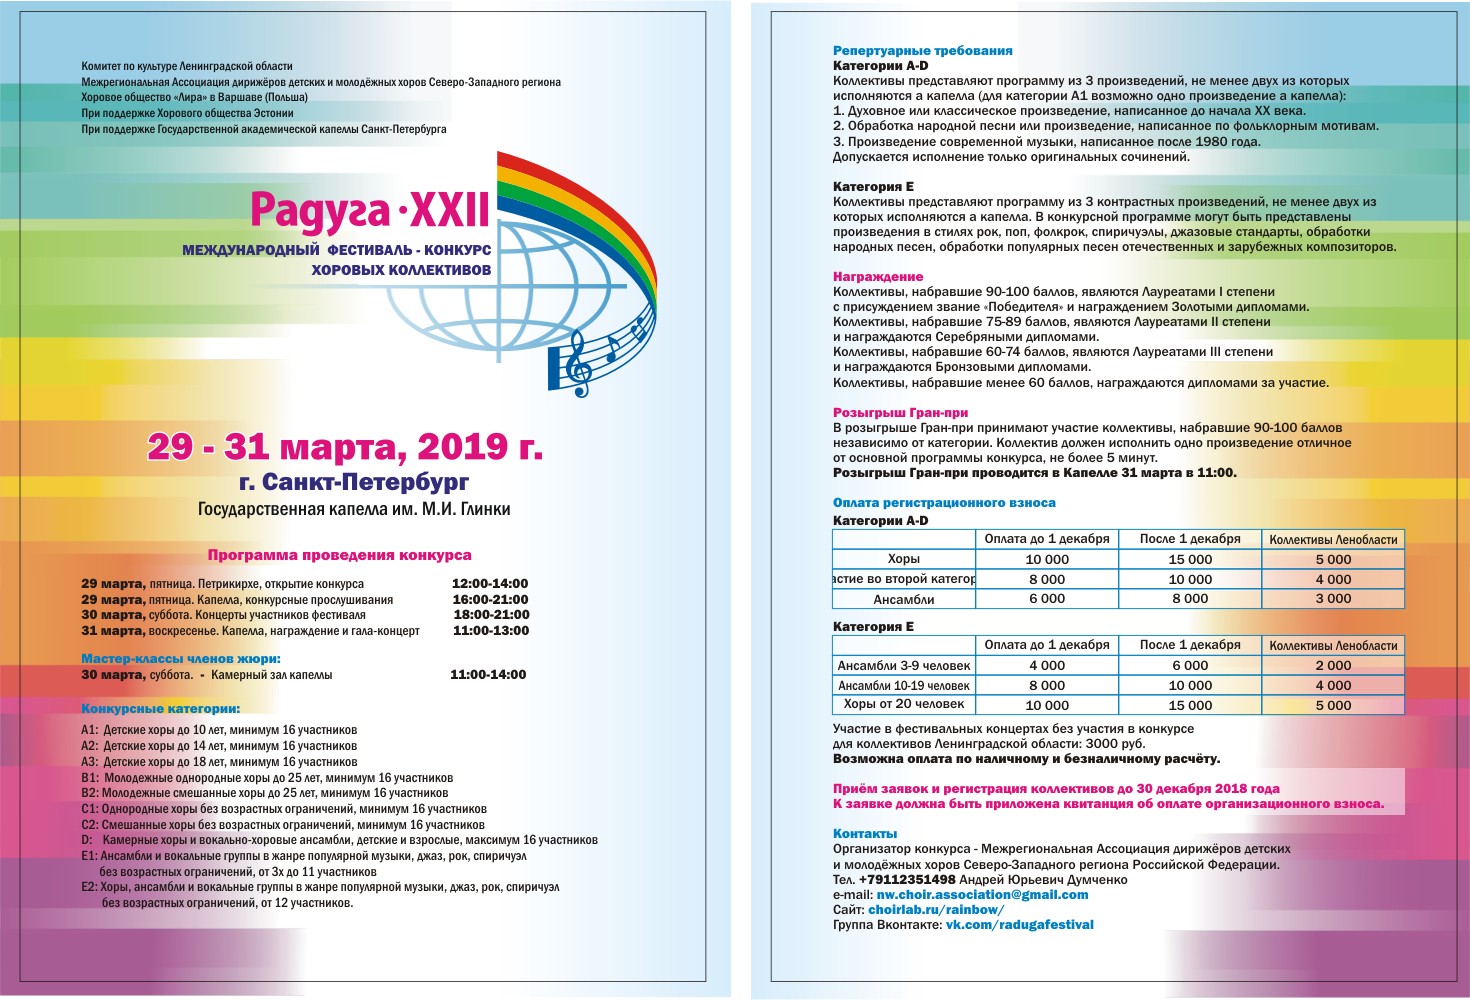 Комитет по культуре Ленинградской области
Межрегиональная Ассоциация дирижёров детских и молодёжных хоров Северо-Западного региона
Хоровое общество «Лира» в Варшаве (Польша)
При поддержке Хорового общества Эстонии
При поддержке Государственной академической капеллы Санкт-Петербурга
Радуга·XXII
МЕЖДУНАРОДНЫЙ ФЕСТИВАЛЬ - КОНКУРС
ХОРОВЫХ КОЛЛЕКТИВОВ
29 - 31 марта, 2019 г.
г. Санкт-Петербург
Государственная капелла им. М.И. Глинки
Программа проведения конкурса
29 марта, пятница. Петрикирхе, открытие конкурса 12:00-14:00
29 марта, пятница. Капелла, конкурсные прослушивания 16:00-21:00
30 марта, суббота. Концерты участников фестиваля 18:00-21:00
31 марта, воскресенье. Капелла, награждение и гала-концерт 11:00-13:00
Мастер-классы членов жюри:
30 марта, суббота. - Камерный зал капеллы 11:00-14:00
Конкурсные категории:
A1: Детские хоры до 10 лет, минимум 16 участников
A2: Детские хоры до 14 лет, минимум 16 участников
A3: Детские хоры до 18 лет, минимум 16 участников
B1: Молодежные однородные хоры до 25 лет, минимум 16 участников
B2: Молодежные смешанные хоры до 25 лет, минимум 16 участников
C1: Однородные хоры без возрастных ограничений, минимум 16 участников
C2: Смешанные хоры без возрастных ограничений, минимум 16 участников
D: Камерные хоры и вокально-хоровые ансамбли, детские и взрослые, максимум 16 участников
E1: Ансамбли и вокальные группы в жанре популярной музыки, джаз, рок, спиричуэл
без возрастных ограничений, от 3х до 11 участников
E2: Хоры, ансамбли и вокальные группы в жанре популярной музыки, джаз, рок, спиричуэл
без возрастных ограничений, от 12 участников.
Репертуарные требования
Категории A-D
Коллективы представляют программу из 3 произведений, не менее двух из которых
исполняются а капелла (для категории А1 возможно одно произведение а капелла):
1. Духовное или классическое произведение, написанное до начала XX века.
2. Обработка народной песни или произведение, написанное по фольклорным мотивам.
3. Произведение современной музыки, написанное после 1980 года.
Допускается исполнение только оригинальных сочинений.
Категория E
Коллективы представляют программу из 3 контрастных произведений, не менее двух из
которых исполняются а капелла. В конкурсной программе могут быть представлены
произведения в стилях рок, поп, фолкрок, спиричуэлы, джазовые стандарты, обработки
народных песен, обработки популярных песен отечественных и зарубежных композиторов.
Награждение
Коллективы, набравшие 90-100 баллов, являются Лауреатами I степени
с присуждением звание «Победителя» и награждением Золотыми дипломами.
Коллективы, набравшие 75-89 баллов, являются Лауреатами II степени
и награждаются Серебряными дипломами.
Коллективы, набравшие 60-74 баллов, являются Лауреатами III степени
и награждаются Бронзовыми дипломами.
Коллективы, набравшие менее 60 баллов, награждаются дипломами за участие.
Розыгрыш Гран-при
В розыгрыше Гран-при принимают участие коллективы, набравшие 90-100 баллов
независимо от категории. Коллектив должен исполнить одно произведение отличное
от основной программы конкурса, не более 5 минут.
Розыгрыш Гран-при проводится в Капелле 31 марта в 11:00.
Оплата регистрационного взноса
Категории A-D
Оплата до 1 декабря После 1 декабря Коллективы Ленобласти
Хоры 10 000 15 000 5 000
астие во второй категор 8 000 10 000 4 000
Ансамбли 6 000 8 000 3 000
Категория E
Оплата до 1 декабря После 1 декабря Коллективы Ленобласти
Ансамбли 3-9 человек 4 000 6 000 2 000
Ансамбли 10-19 человек 8 000 10 000 4 000
Хоры от 20 человек 10 000 15 000 5 000
Участие в фестивальных концертах без участия в конкурсе
для коллективов Ленинградской области: 3000 руб.
Возможна оплата по наличному и безналичному расчёту.
Приём заявок и регистрация коллективов до 30 декабря 2018 года
К заявке должна быть приложена квитанция об оплате организационного взноса.
Контакты
Организатор конкурса - Межрегиональная Ассоциация дирижёров детских
и молодёжных хоров Северо-Западного региона Российской Федерации.
Тел. +79112351498 Андрей Юрьевич Думченко
e-mail: nw.choir.association@gmail.com
Сайт: choirlab.ru/rainbow/
Группа Вконтакте: vk.com/radugafestival